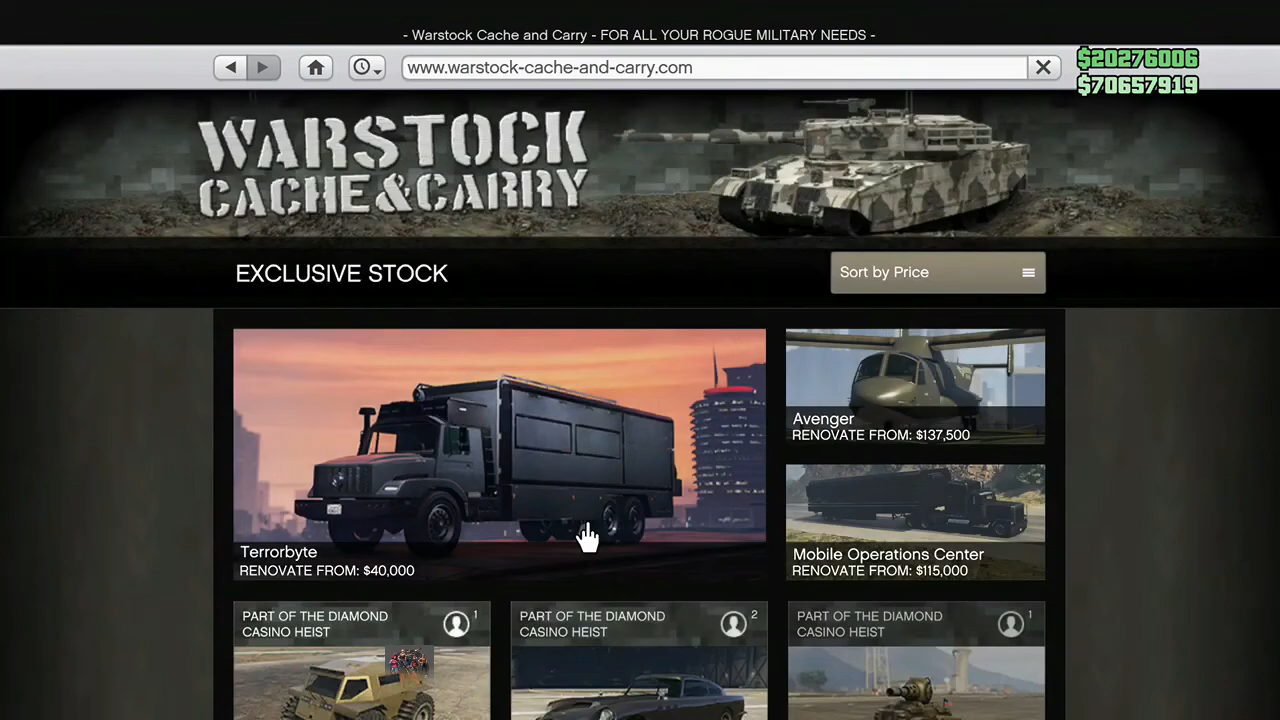 - Warstock Cache and Carry - FOR ALL YOUR ROGUE MILITARY NEEDS -
www.warstock-cache-and-carry.com
$20276006
$70657919
WARSTOCK
CACHE&CARRY
EXCLUSIVE STOCK
Sort by Price
Terrorbyte
RENOVATE FROM: $40,000
Avenger
RENOVATE FROM: $137,500
Mobile Operations Center
RENOVATE FROM: $115,000
PART OF THE DIAMOND
CASINO HEIST
1
PART OF THE DIAMOND
CASINO HEIST
2
PART OF THE DIAMOND
CASINO HEIST
1